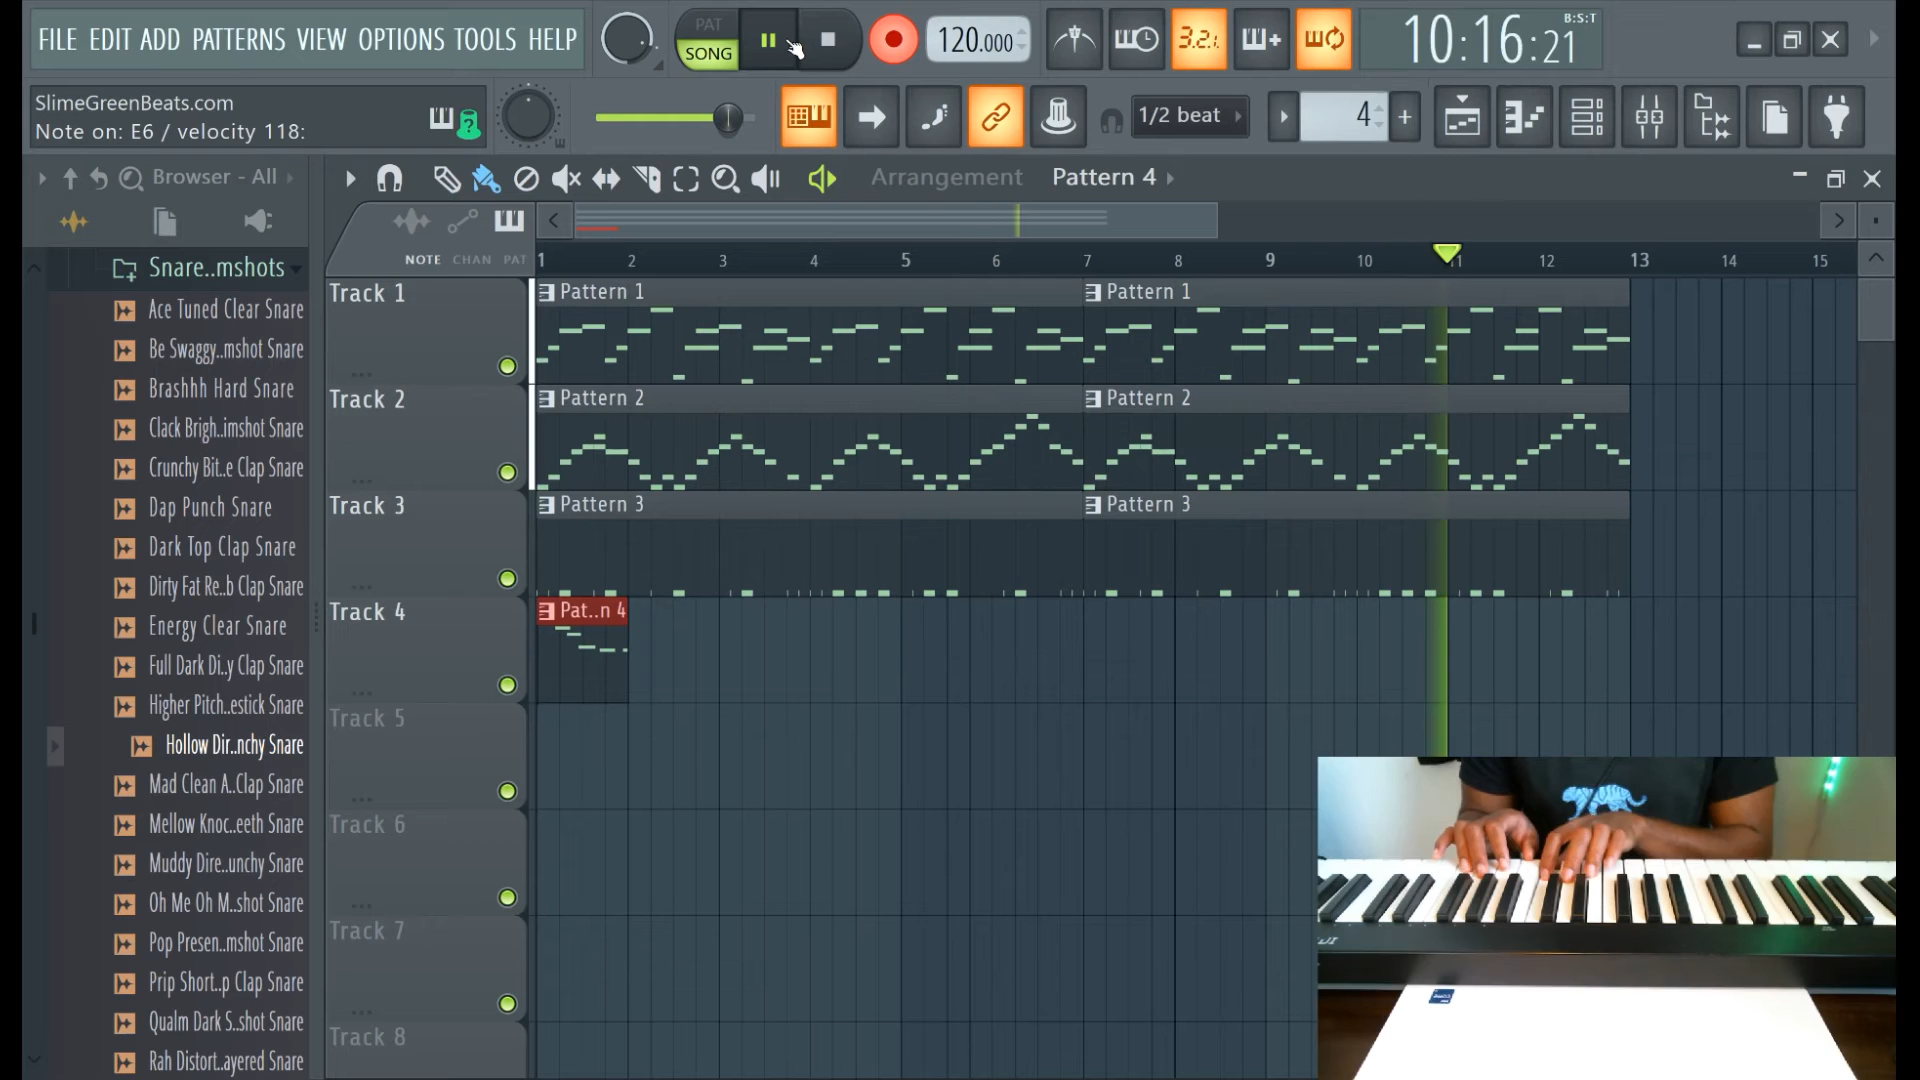 FILE EDIT ADD PATTERNS VIEW OPTIONS TOOLS HELP
PAT
SONG
120.000
3.2.1
B:S:T
10:16:21
SlimeGreenBeats.com
Note on: E6 / velocity 118:
1/2 beat
4
Browser - All
Arrangement
Pattern 4
NOTE CHAN PAT
1 2 3 4 5 6 7 8 9 10 11 12 13 14 15
Snare..mshots
Ace Tuned Clear Snare
Be Swaggy..mshot Snare
Brashhh Hard Snare
Clack Brigh..imshot Snare
Crunchy Bit..e Clap Snare
Dap Punch Snare
Dark Top Clap Snare
Dirty Fat Re..b Clap Snare
Energy Clear Snare
Full Dark Di..y Clap Snare
Higher Pitch..estick Snare
Hollow Dir..nchy Snare
Mad Clean A..Clap Snare
Mellow Knoc..eeth Snare
Muddy Dire..unchy Snare
Oh Me Oh M..shot Snare
Pop Presen..mshot Snare
Prip Short..p Clap Snare
Qualm Dark S..shot Snare
Rah Distort..ayered Snare
Track 1
Pattern 1
Pattern 1
Track 2
Pattern 2
Pattern 2
Track 3
Pattern 3
Pattern 3
Track 4
Pat..n 4
Track 5
Track 6
Track 7
Track 8